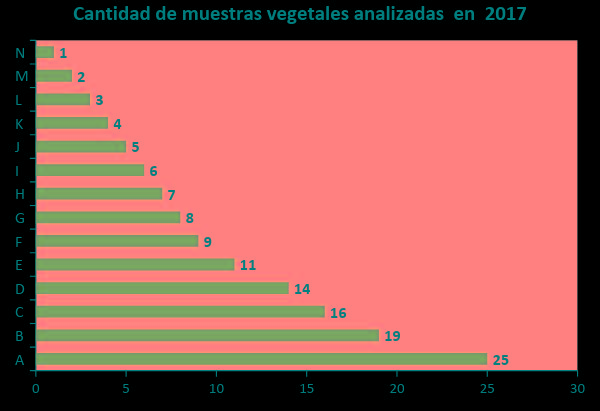 Cantidad de muestras vegetales analizadas en 2017
N 1
M 2
L 3
K 4
J 5
I 6
H 7
G 8
F 9
E 11
D 14
C 16
B 19
A 25
0 5 10 15 20 25 30